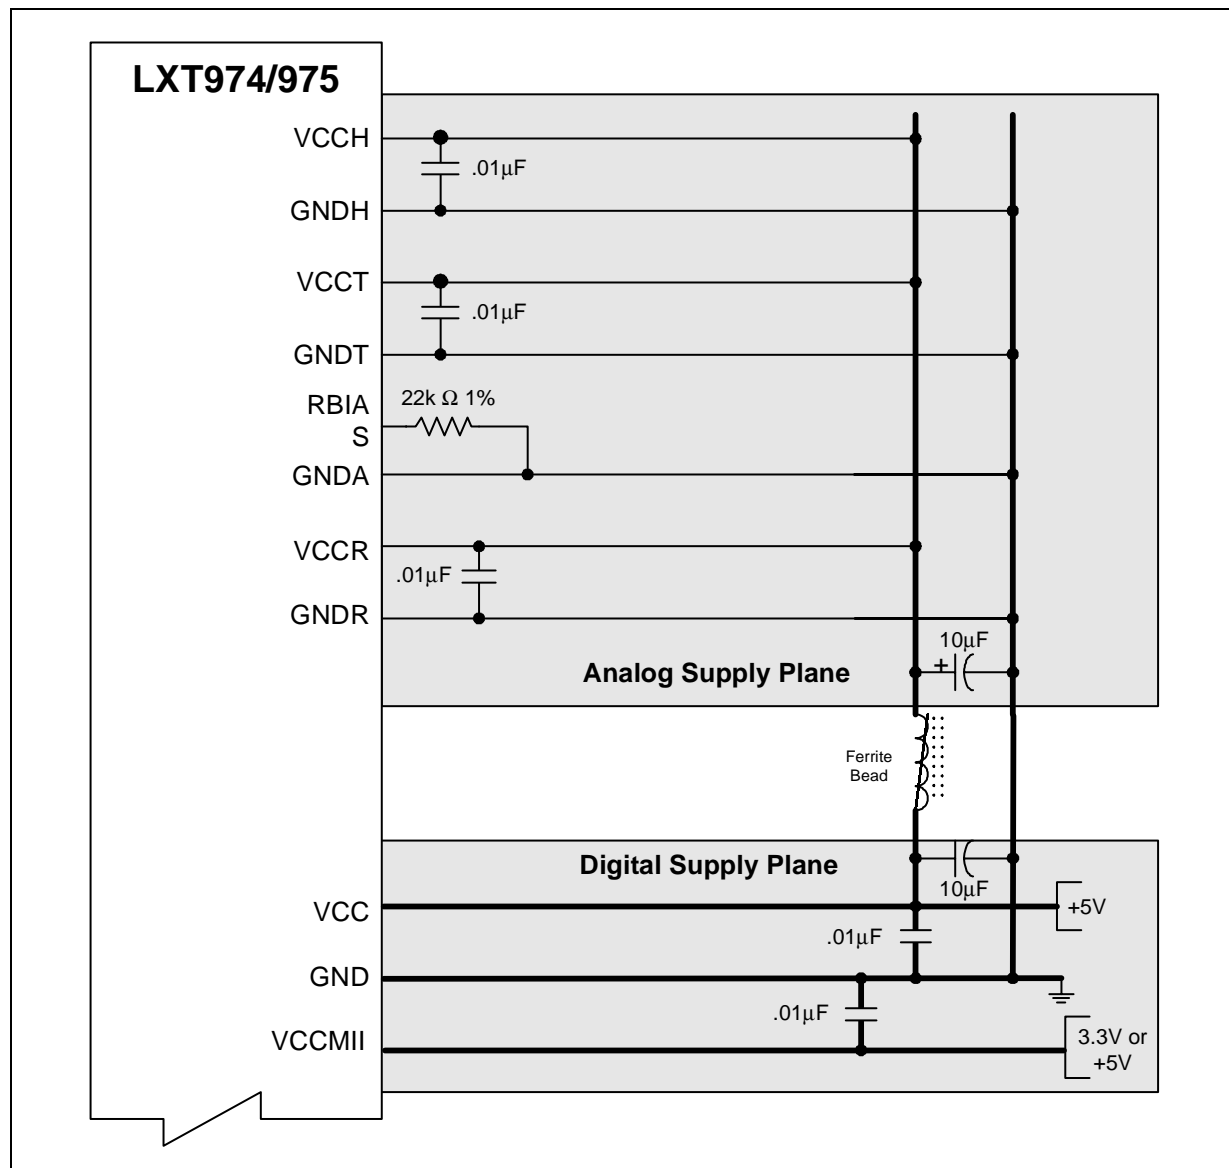 LXT974/975
VCCH
.01µF
GNDH
VCCT
.01µF
GNDT
RBIA
S
22k Ω 1%
GNDA
VCCR
.01µF
GNDR
10µF
+
Analog Supply Plane
Ferrite
Bead
Digital Supply Plane
10µF
VCC
+5V
.01µF
GND
.01µF
VCCMII
3.3V or
+5V